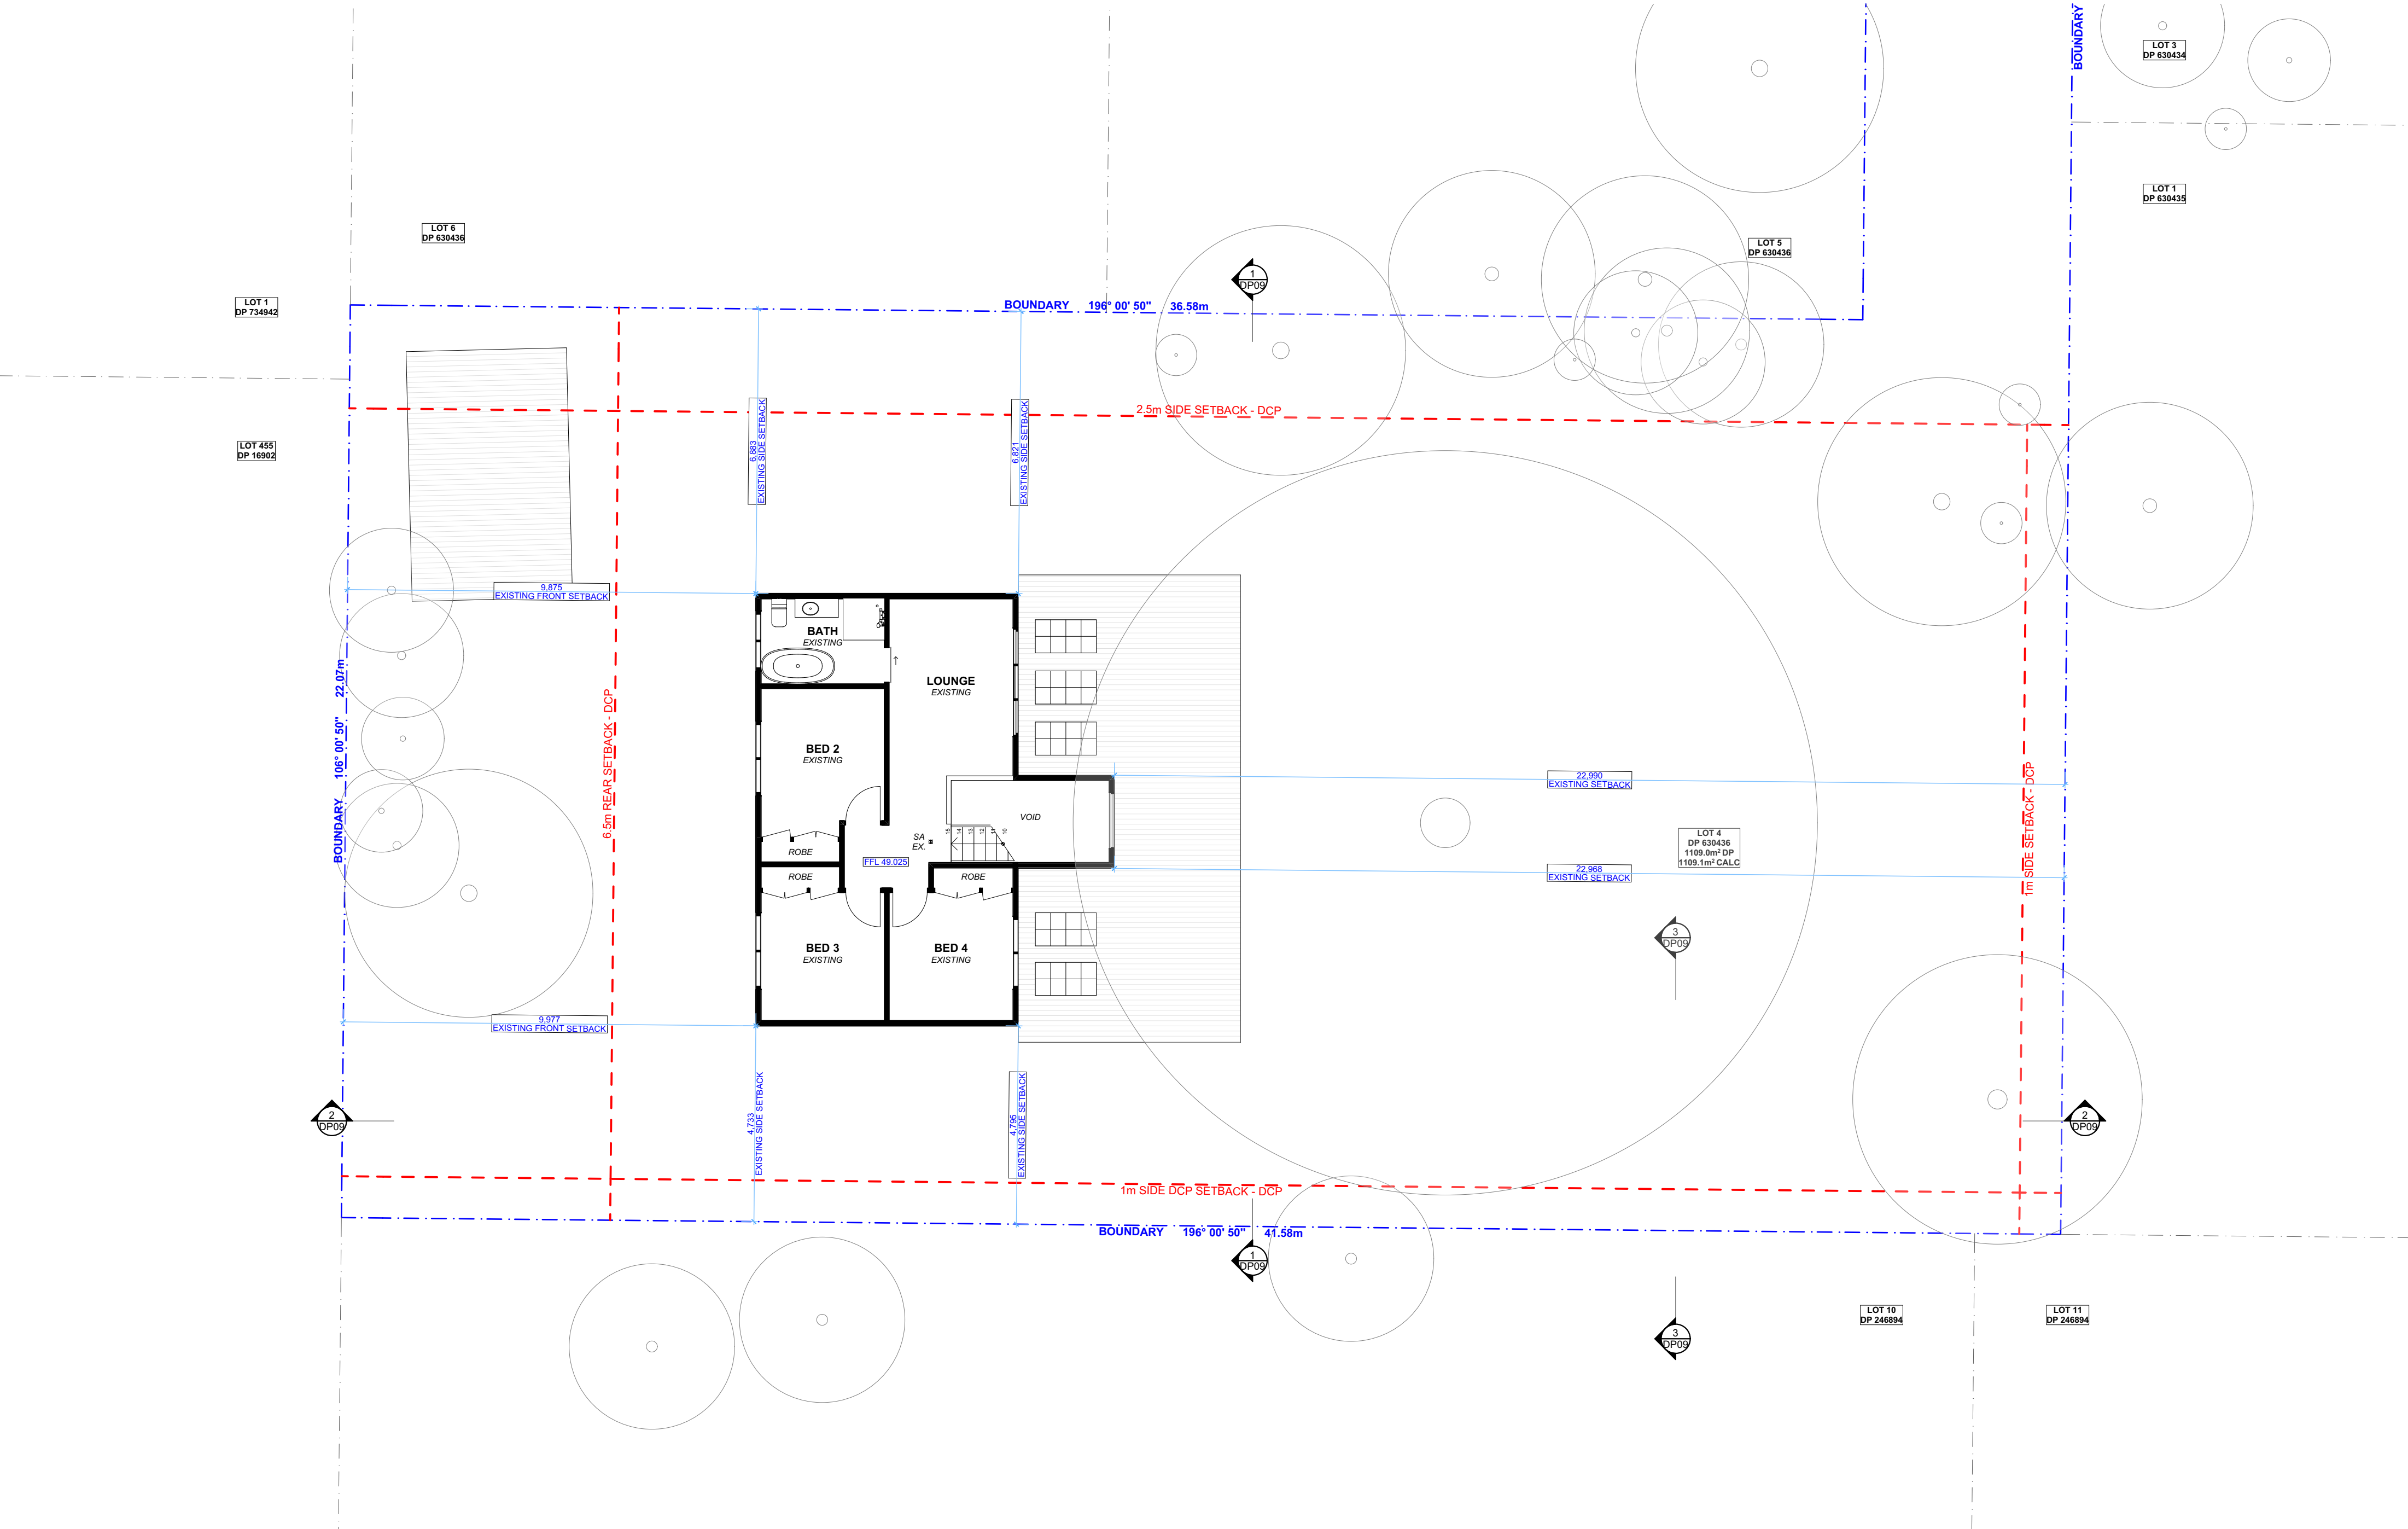 BOUNDARY
LOT 3
DP 630434
LOT 1
DP 630435
LOT 6
DP 630436
LOT 5
DP 630436
1
DP09
LOT 1
DP 734942
BOUNDARY 196° 00' 50" 36.58m
2.5m SIDE SETBACK - DCP
LOT 455
DP 16902
6,883
EXISTING SIDE SETBACK
6,821
EXISTING SIDE SETBACK
9,875
EXISTING FRONT SETBACK
BATH
EXISTING
LOUNGE
EXISTING
BOUNDARY 106° 00' 50" 22.07m
6.5m REAR SETBACK - DCP
BED 2
EXISTING
22,990
EXISTING SETBACK
VOID
15
14
13
12
11
10
SA
EX.
ROBE
FFL 49.025
LOT 4
DP 630436
1109.0m² DP
1109.1m² CALC
1m SIDE SETBACK - DCP
ROBE
ROBE
22,968
EXISTING SETBACK
3
DP09
BED 3
EXISTING
BED 4
EXISTING
9,977
EXISTING FRONT SETBACK
4,733
EXISTING SIDE SETBACK
4,795
EXISTING SIDE SETBACK
2
DP09
2
DP09
1m SIDE DCP SETBACK - DCP
BOUNDARY 196° 00' 50" 41.58m
1
DP09
LOT 10
DP 246894
LOT 11
DP 246894
3
DP09